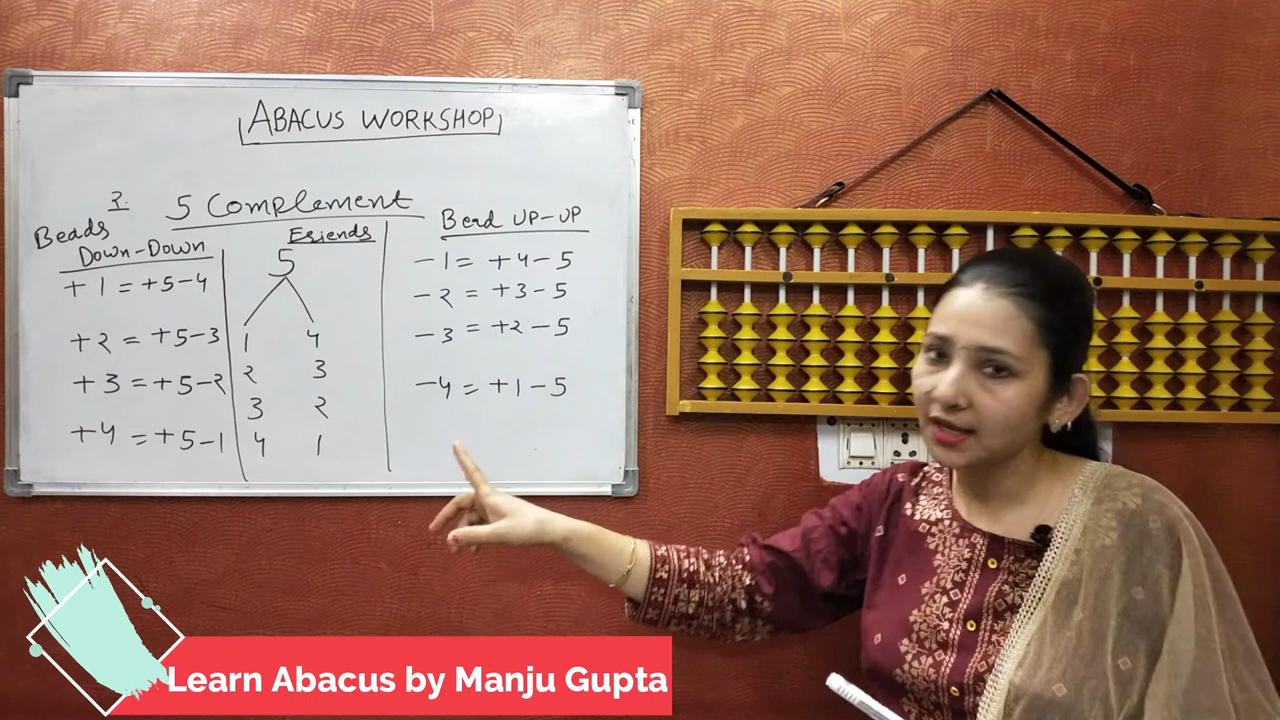 ABACUS WORKSHOP
2. 5 Complement
Beads
Down-Down
+1 = +5-4
+2 = +5-3
+3 = +5-2
+4 = +5-1
Friends
5
1 4
2 3
3 2
4 1
Berd UP-UP
-1 = +4-5
-2 = +3-5
-3 = +2-5
-4 = +1-5
Learn Abacus by Manju Gupta